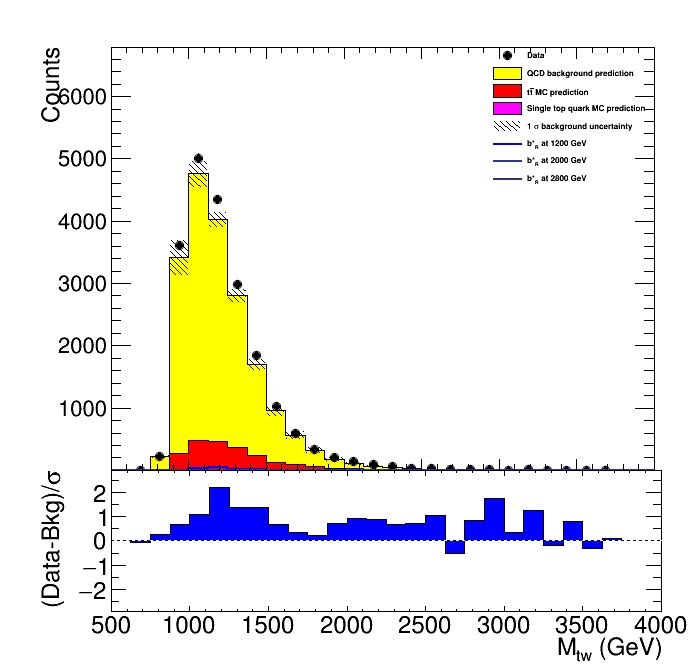 Counts
6000
5000
4000
3000
2000
1000
Data
QCD background prediction
tt̄ MC prediction
Single top quark MC prediction
1 σ background uncertainty
b*R at 1200 GeV
b*R at 2000 GeV
b*R at 2800 GeV
(Data-Bkg)/σ
2
1
0
−1
−2
500 1000 1500 2000 2500 3000 3500 4000
Mtw (GeV)